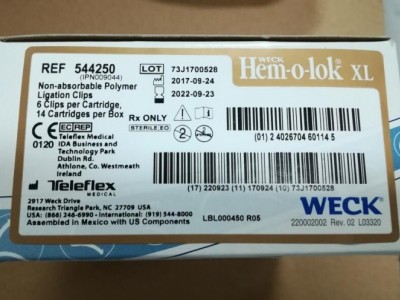 REF 544250
(IPN009044)
Non-absorbable Polymer
Ligation Clips
6 Clips per Cartridge,
14 Cartridges per Box
LOT 73J1700528
2017-09-24
2022-09-23
Rx ONLY
STERILE EO
WECK
Hem-o-lok XL
CE
0120
EC REP
Teleflex Medical
IDA Business and
Technology Park
Dublin Rd.
Athlone, Co. Westmeath
Ireland
(01) 2 4026704 60114 5
(17) 220923 (11) 170924 (10) 73J1700528
Teleflex
MEDICAL
2917 Weck Drive
Research Triangle Park, NC 27709 USA
USA: (866) 246-6990 • International: (919) 544-8000
Assembled in Mexico with US Components
LBL000450 R05
WECK
220002002 Rev. 02 L03320